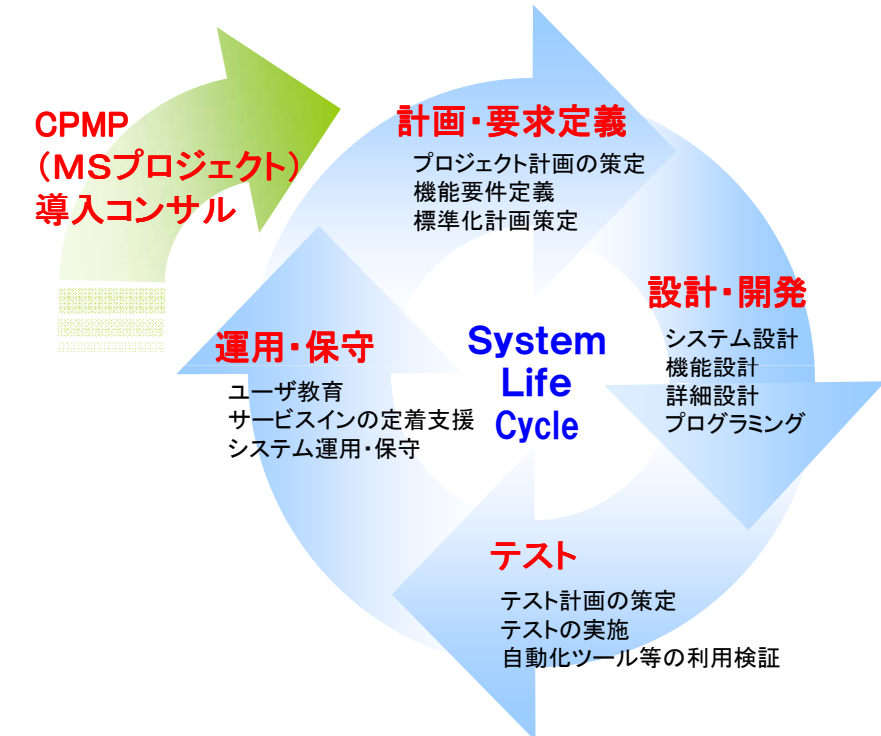 CPMP
（ＭＳプロジェクト）
導入コンサル
計画・要求定義
プロジェクト計画の策定
機能要件定義
標準化計画策定
設計・開発
システム設計
機能設計
詳細設計
プログラミング
テスト
テスト計画の策定
テストの実施
自動化ツール等の利用検証
運用・保守
ユーザ教育
サービスインの定着支援
システム運用・保守
System
Life
Cycle